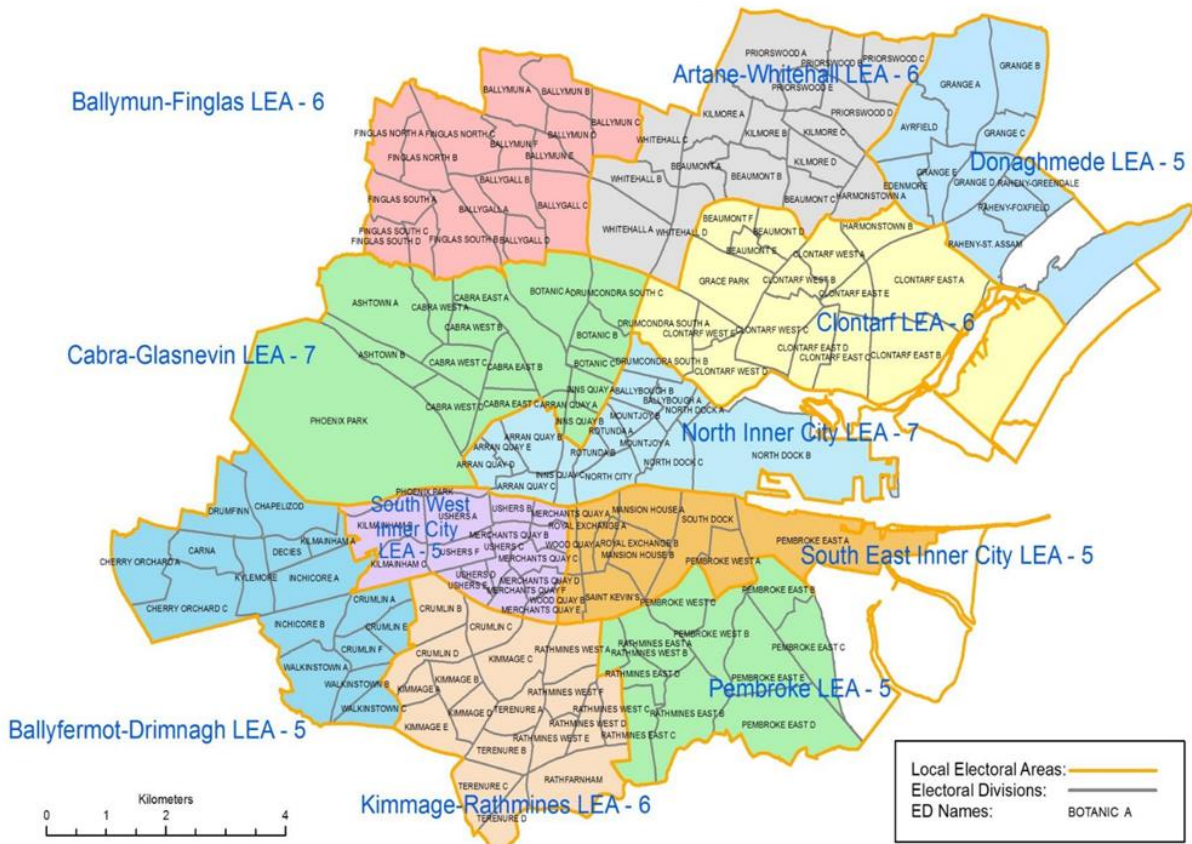 Ballymun-Finglas LEA - 6
BALLYMUN A
BALLYMUN B
BALLYMUN C
BALLYMUN D
BALLYMUN F
BALLYMUN E
FINGLAS NORTH A
FINGLAS NORTH C
FINGLAS NORTH B
BALLYGALL B
FINGLAS SOUTH A
BALLYGALL A
BALLYGALL C
FINGLAS SOUTH C
FINGLAS SOUTH D
FINGLAS SOUTH B
BALLYGALL D
Artane-Whitehall LEA - 6
PRIORSWOOD A
PRIORSWOOD B
PRIORSWOOD C
PRIORSWOOD E
PRIORSWOOD D
KILMORE A
KILMORE B
KILMORE C
KILMORE D
WHITEHALL C
WHITEHALL B
BEAUMONT A
BEAUMONT B
BEAUMONT C
HARMONSTOWN A
WHITEHALL A
WHITEHALL D
Donaghmede LEA - 5
GRANGE B
GRANGE A
AYRFIELD
GRANGE C
GRANGE E
EDENMORE
GRANGE D
RAHENY-GREENDALE
RAHENY-FOXFIELD
RAHENY-ST. ASSAM
Clontarf LEA - 6
BEAUMONT F
BEAUMONT D
BEAUMONT E
HARMONSTOWN B
CLONTARF WEST A
GRACE PARK
CLONTARF WEST B
CLONTARF EAST A
CLONTARF EAST E
DRUMCONDRA SOUTH A
CLONTARF WEST E
CLONTARF WEST C
CLONTARF EAST D
CLONTARF EAST C
CLONTARF EAST B
CLONTARF WEST D
Cabra-Glasnevin LEA - 7
ASHTOWN A
CABRA EAST A
CABRA WEST A
BOTANIC A
DRUMCONDRA SOUTH C
CABRA WEST B
BOTANIC B
ASHTOWN B
CABRA WEST C
CABRA EAST B
BOTANIC C
CABRA WEST D
CABRA EAST C
ARRAN QUAY A
INNS QUAY A
INNS QUAY B
PHOENIX PARK
North Inner City LEA - 7
DRUMCONDRA SOUTH B
BALLYBOUGH B
BALLYBOUGH A
NORTH DOCK A
MOUNTJOY B
ROTUNDA A
MOUNTJOY A
ARRAN QUAY B
ARRAN QUAY E
ROTUNDA B
ARRAN QUAY D
INNS QUAY C
NORTH CITY
NORTH DOCK C
NORTH DOCK B
ARRAN QUAY C
PHOENIX PARK
South West
Inner City
LEA - 5
USHERS A
USHERS B
MERCHANTS QUAY A
KILMAINHAM B
MERCHANTS QUAY B
USHERS F
USHERS C
WOOD QUAY A
MERCHANTS QUAY C
KILMAINHAM C
USHERS D
USHERS E
MERCHANTS QUAY D
MERCHANTS QUAY F
WOOD QUAY B
MERCHANTS QUAY E
South East Inner City LEA - 5
MANSION HOUSE A
ROYAL EXCHANGE A
SOUTH DOCK
ROYAL EXCHANGE B
MANSION HOUSE B
PEMBROKE EAST A
PEMBROKE WEST A
SAINT KEVIN'S
Ballyfermot-Drimnagh LEA - 5
CHAPELIZOD
DRUMFINN
KILMAINHAM A
CARNA
DECIES
CHERRY ORCHARD A
KYLEMORE
INCHICORE A
CHERRY ORCHARD C
CRUMLIN A
INCHICORE B
CRUMLIN E
CRUMLIN F
WALKINSTOWN A
WALKINSTOWN B
WALKINSTOWN C
Kimmage-Rathmines LEA - 6
CRUMLIN B
CRUMLIN C
CRUMLIN D
KIMMAGE C
RATHMINES WEST A
KIMMAGE B
KIMMAGE A
RATHMINES WEST F
KIMMAGE D
TERENURE A
RATHMINES WEST C
KIMMAGE E
RATHMINES WEST D
RATHMINES WEST E
TERENURE B
TERENURE C
RATHFARNHAM
TERENURE D
Pembroke LEA - 5
PEMBROKE EAST B
PEMBROKE WEST C
PEMBROKE WEST B
RATHMINES EAST A
RATHMINES WEST B
PEMBROKE EAST C
RATHMINES EAST D
PEMBROKE EAST E
RATHMINES EAST B
PEMBROKE EAST D
RATHMINES EAST C
Kilometers
0 1 2 4
Local Electoral Areas:
Electoral Divisions:
ED Names: BOTANIC A